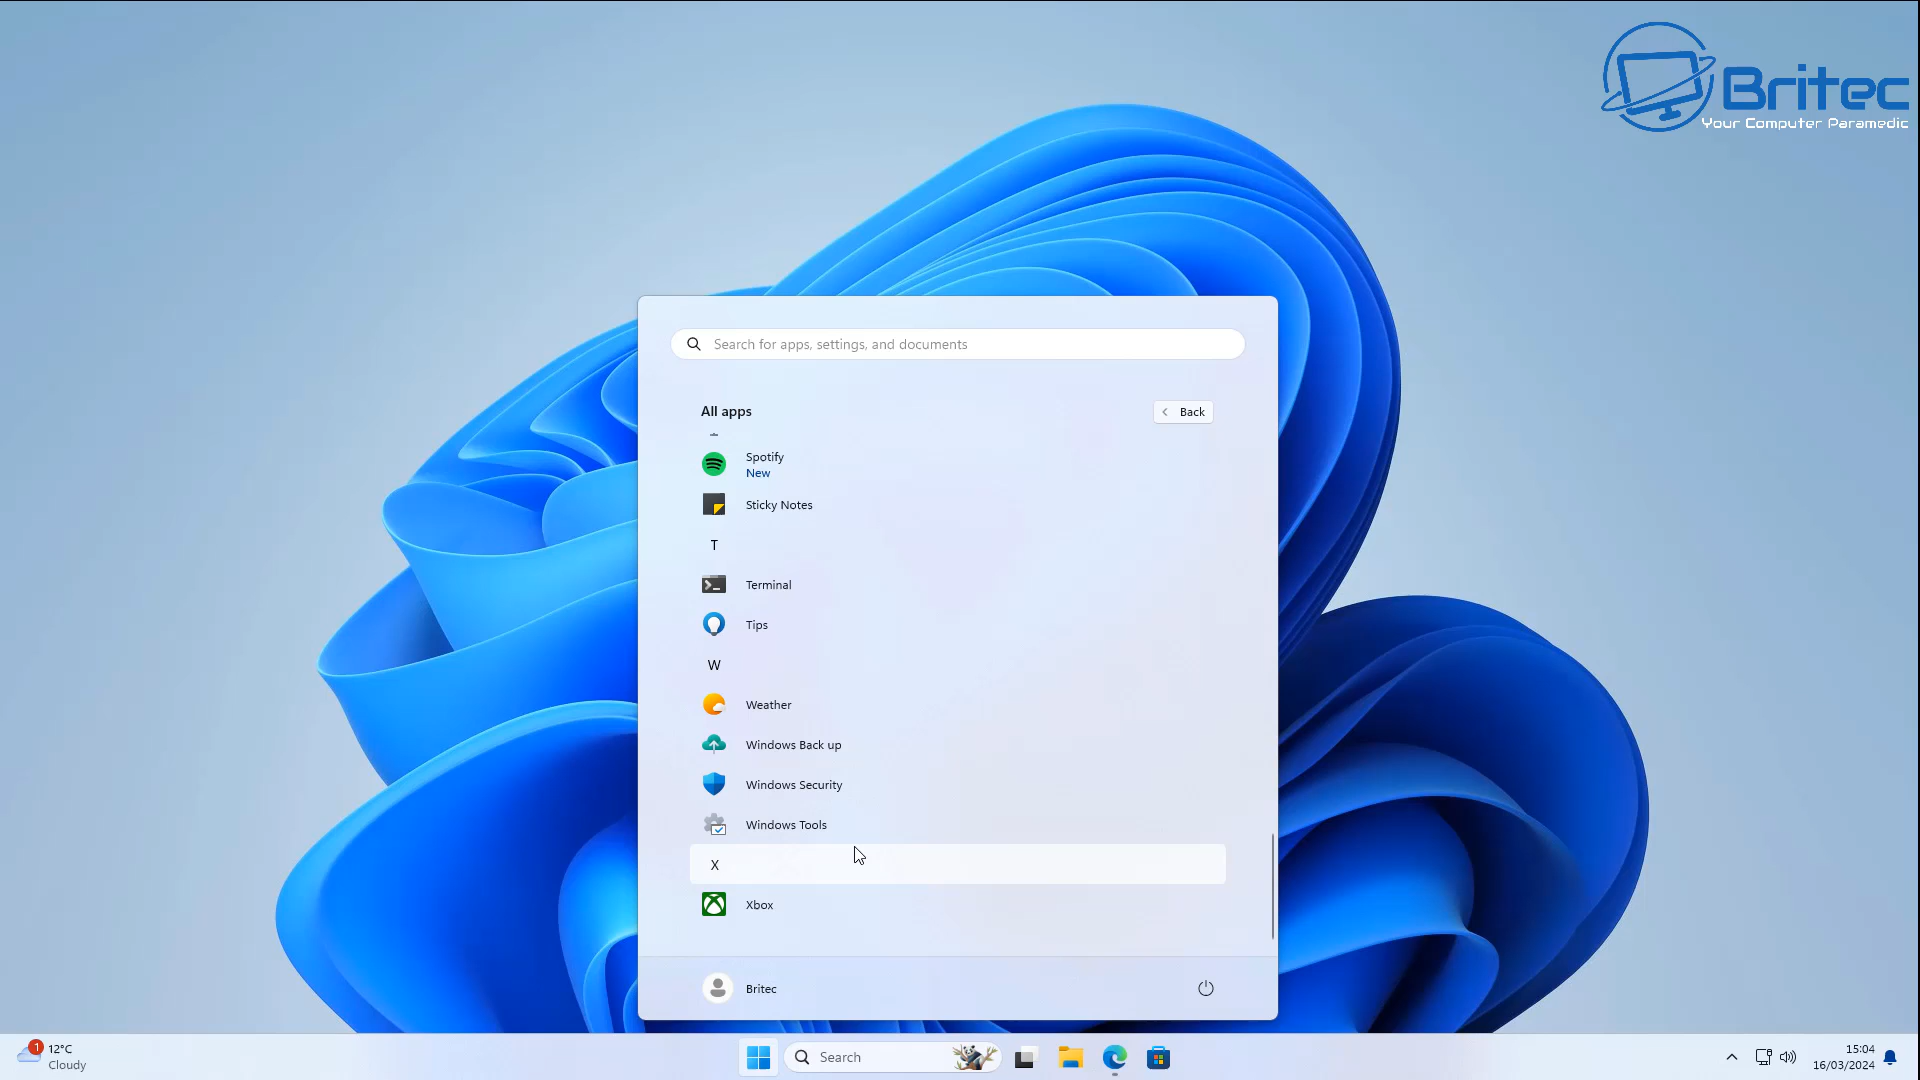 Britec
Your Computer Paramedic
Search for apps, settings, and documents
All apps
Back
Spotify
New
Sticky Notes
T
Terminal
Tips
W
Weather
Windows Back up
Windows Security
Windows Tools
X
Xbox
Britec
1
12°C
Cloudy
Search
15:04
16/03/2024